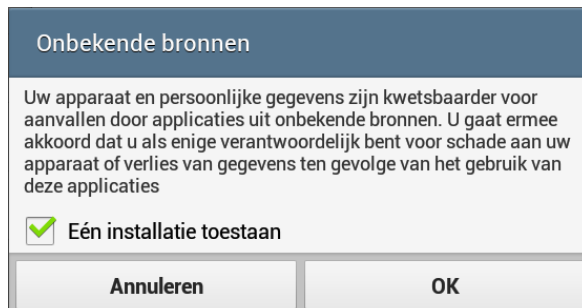 Onbekende bronnen
Uw apparaat en persoonlijke gegevens zijn kwetsbaarder voor
aanvallen door applicaties uit onbekende bronnen. U gaat ermee
akkoord dat u als enige verantwoordelijk bent voor schade aan uw
apparaat of verlies van gegevens ten gevolge van het gebruik van
deze applicaties
Eén installatie toestaan
Annuleren
OK